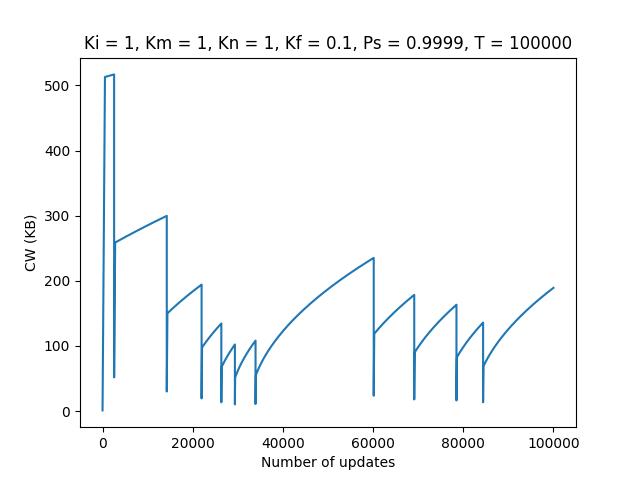 Ki = 1, Km = 1, Kn = 1, Kf = 0.1, Ps = 0.9999, T = 100000
500
400
300
200
100
0
CW (KB)
0 20000 40000 60000 80000 100000
Number of updates